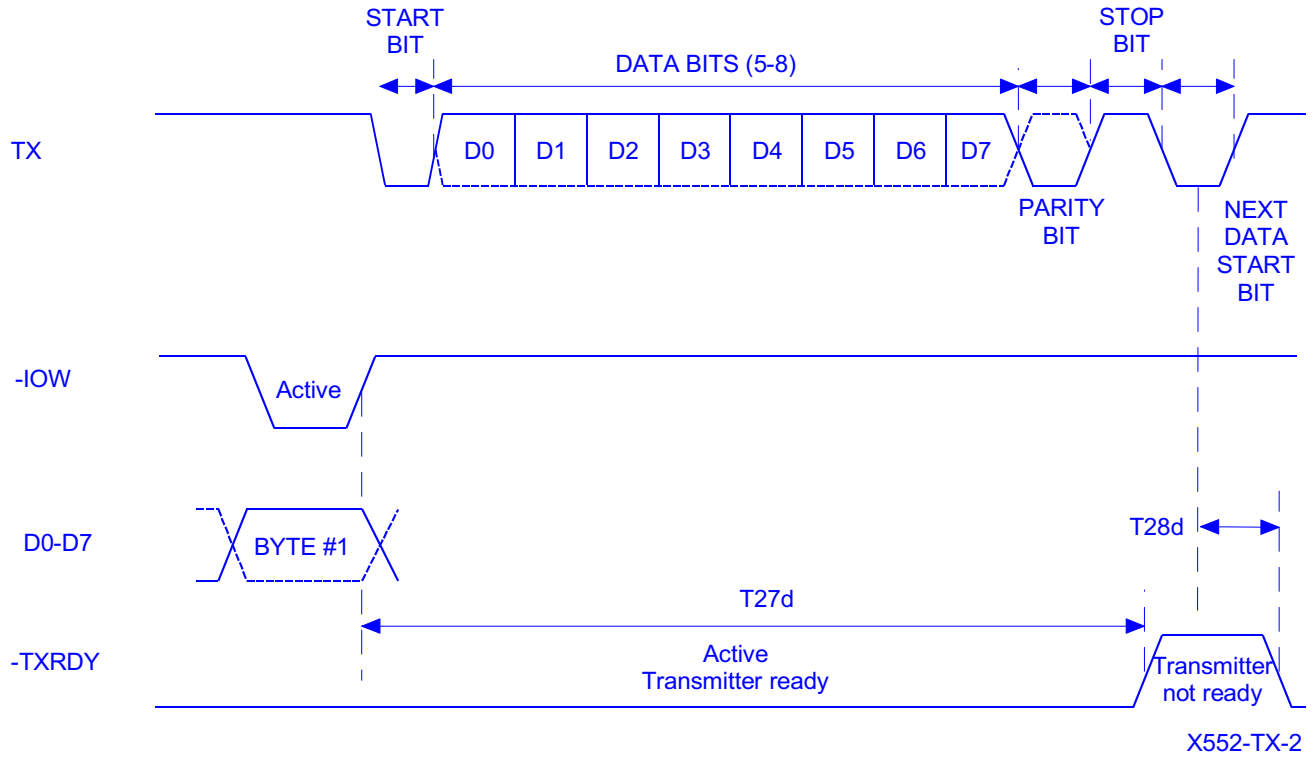 START
BIT
STOP
BIT
DATA BITS (5-8)
TX
D0 D1 D2 D3 D4 D5 D6 D7
PARITY
BIT
NEXT
DATA
START
BIT
-IOW
Active
D0-D7
BYTE #1
T28d
T27d
-TXRDY
Active
Transmitter ready
Transmitter
not ready
X552-TX-2